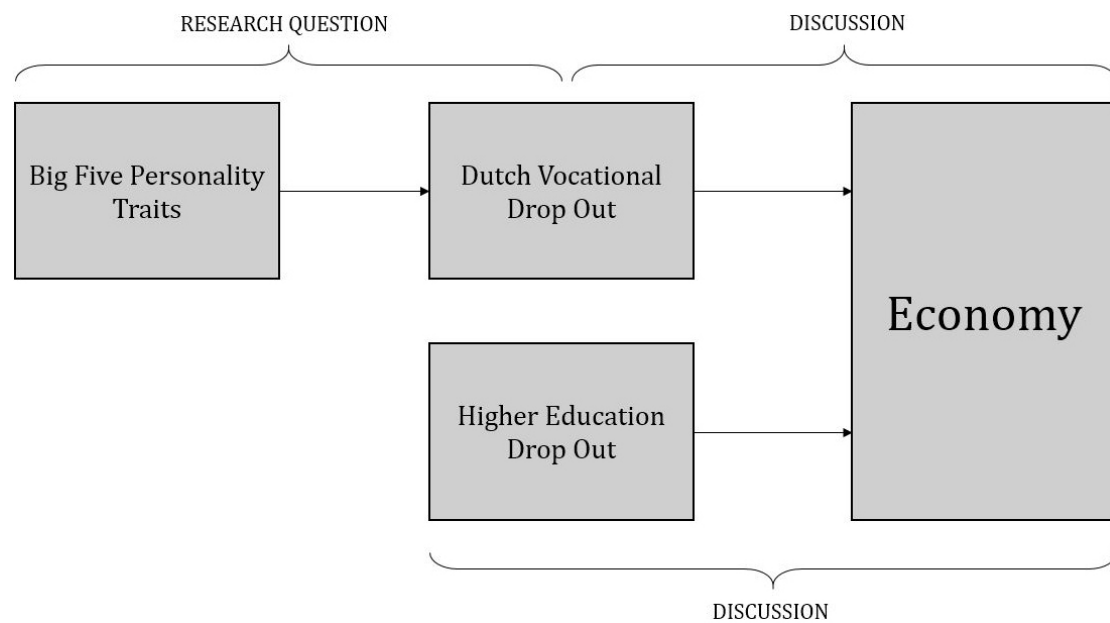 RESEARCH QUESTION
DISCUSSION
Big Five Personality
Traits
Dutch Vocational
Drop Out
Economy
Higher Education
Drop Out
DISCUSSION